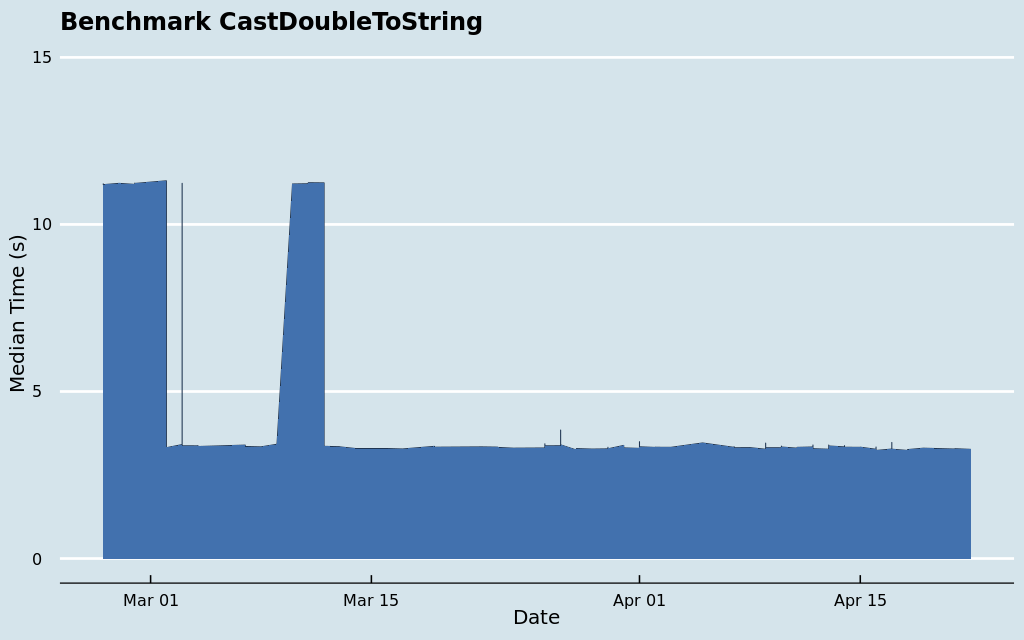 Benchmark CastDoubleToString
15
10
5
0
Median Time (s)
Mar 01
Mar 15
Apr 01
Apr 15
Date